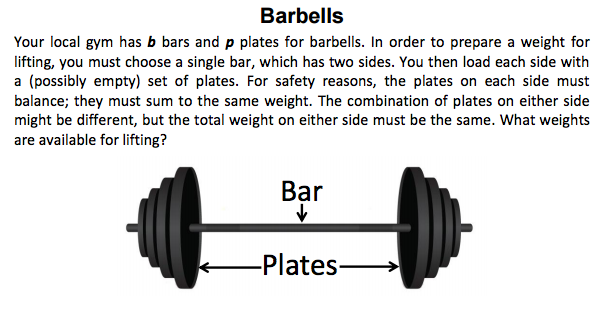 Barbells
Your local gym has b bars and p plates for barbells. In order to prepare a weight for
lifting, you must choose a single bar, which has two sides. You then load each side with
a (possibly empty) set of plates. For safety reasons, the plates on each side must
balance; they must sum to the same weight. The combination of plates on either side
might be different, but the total weight on either side must be the same. What weights
are available for lifting?
Bar
Plates